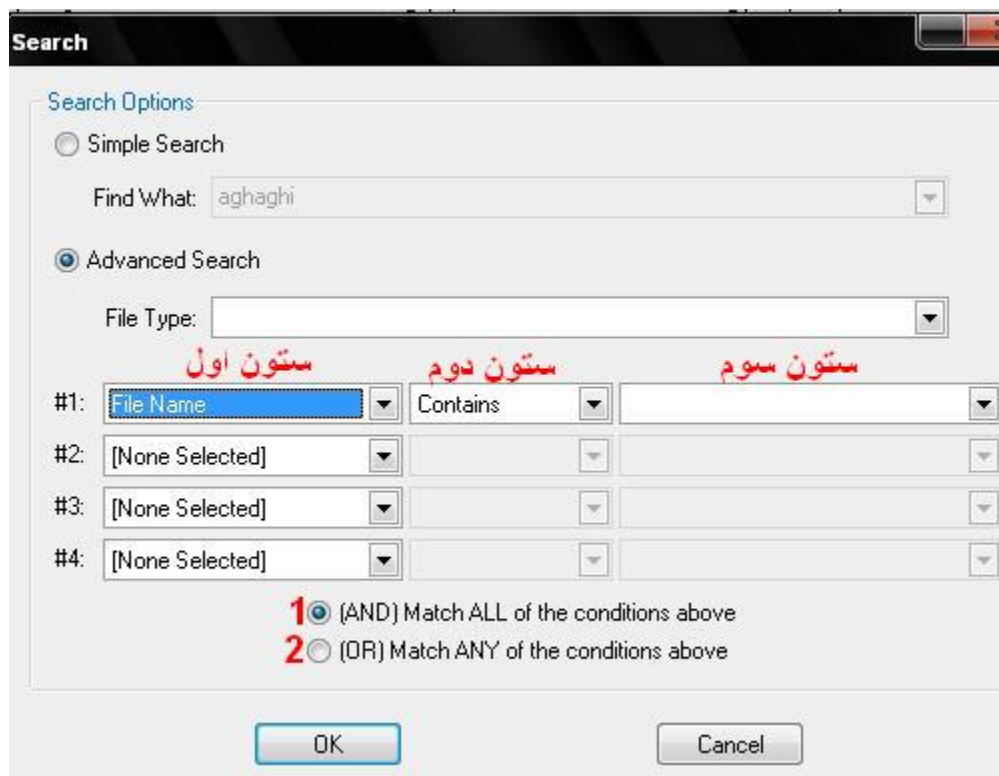 Search
Search Options
Simple Search
Find What: aghaghi
Advanced Search
File Type:
ستون اول ستون دوم ستون سوم
#1: File Name Contains
#2: [None Selected]
#3: [None Selected]
#4: [None Selected]
1 (AND) Match ALL of the conditions above
2 (OR) Match ANY of the conditions above
OK Cancel